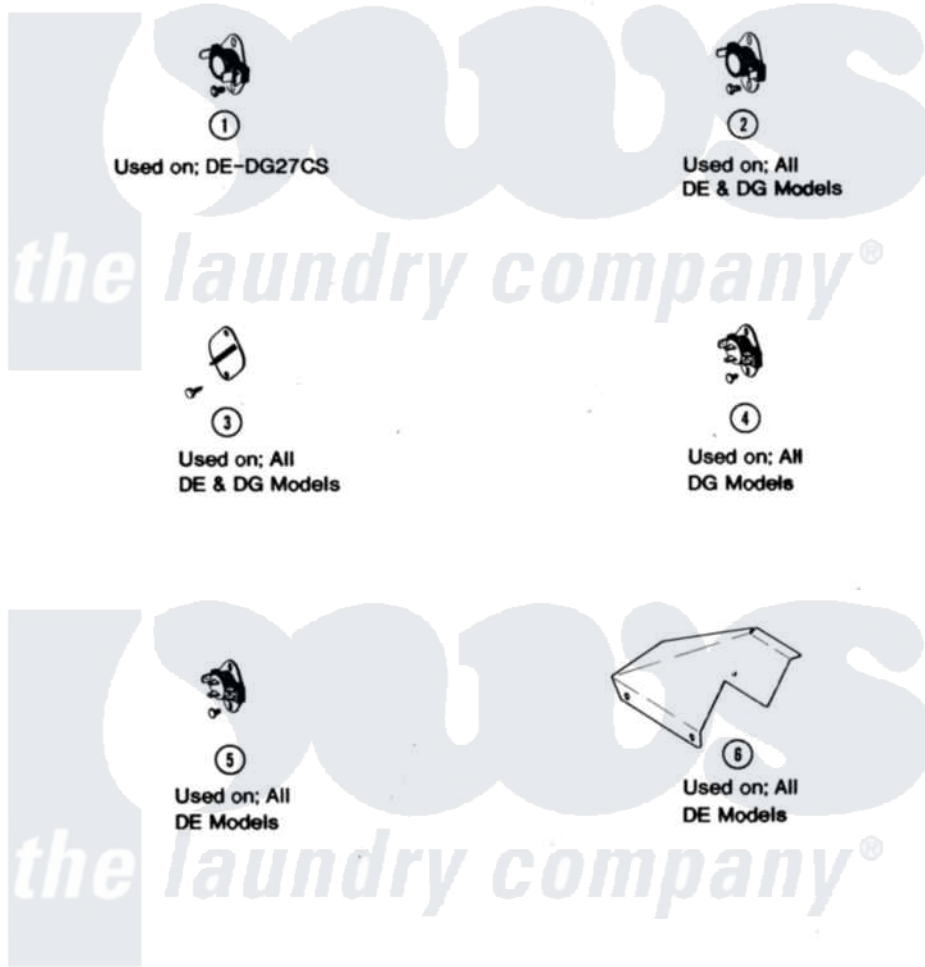 1
Used on; DE-DG27CS
2
Used on; All
DE & DG Models
the laundry company®
3
Used on; All
DE & DG Models
4
Used on; All
DG Models
5
Used on; All
DE Models
6
Used on; All
DE Models
the laundry company®